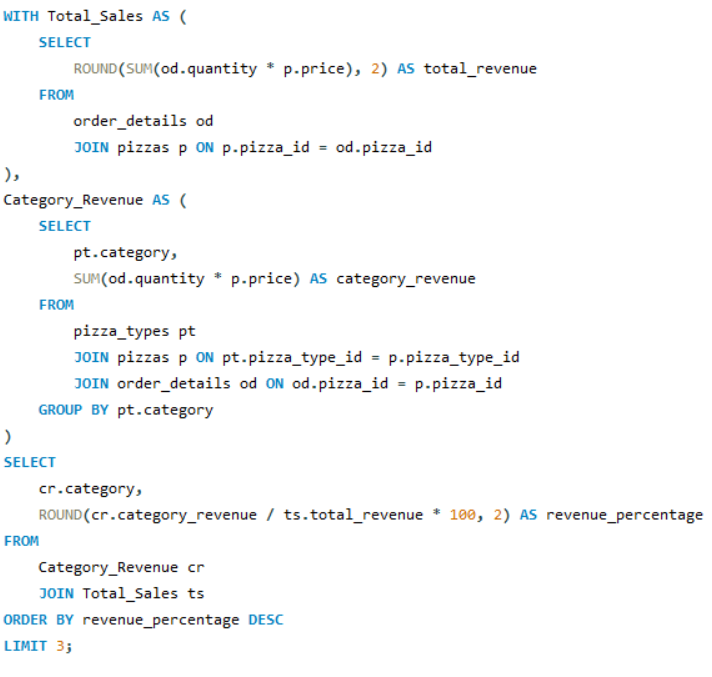 WITH Total_Sales AS (
    SELECT
        ROUND(SUM(od.quantity * p.price), 2) AS total_revenue
    FROM
        order_details od
        JOIN pizzas p ON p.pizza_id = od.pizza_id
),
Category_Revenue AS (
    SELECT
        pt.category,
        SUM(od.quantity * p.price) AS category_revenue
    FROM
        pizza_types pt
        JOIN pizzas p ON pt.pizza_type_id = p.pizza_type_id
        JOIN order_details od ON od.pizza_id = p.pizza_id
    GROUP BY pt.category
)
SELECT
    cr.category,
    ROUND(cr.category_revenue / ts.total_revenue * 100, 2) AS revenue_percentage
FROM
    Category_Revenue cr
    JOIN Total_Sales ts
ORDER BY revenue_percentage DESC
LIMIT 3;